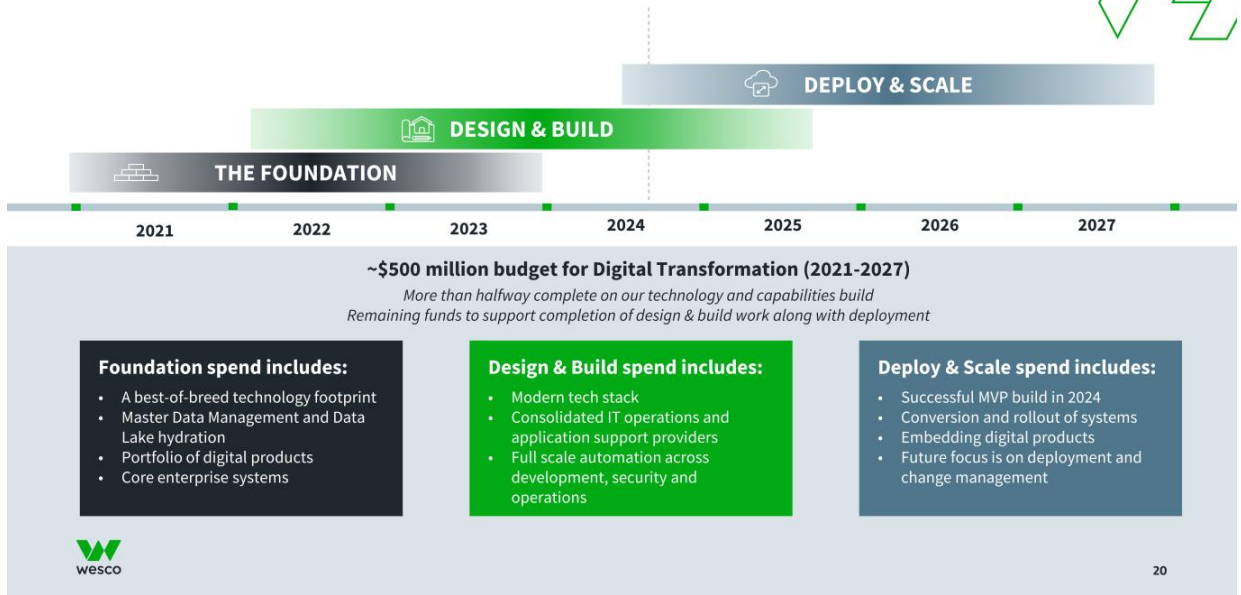 DEPLOY & SCALE
DESIGN & BUILD
THE FOUNDATION
2021 2022 2023 2024 2025 2026 2027
~$500 million budget for Digital Transformation (2021-2027)
More than halfway complete on our technology and capabilities build
Remaining funds to support completion of design & build work along with deployment
Foundation spend includes:
• A best-of-breed technology footprint
• Master Data Management and Data
Lake hydration
• Portfolio of digital products
• Core enterprise systems
Design & Build spend includes:
• Modern tech stack
• Consolidated IT operations and
application support providers
• Full scale automation across
development, security and
operations
Deploy & Scale spend includes:
• Successful MVP build in 2024
• Conversion and rollout of systems
• Embedding digital products
• Future focus is on deployment and
change management
wesco
20